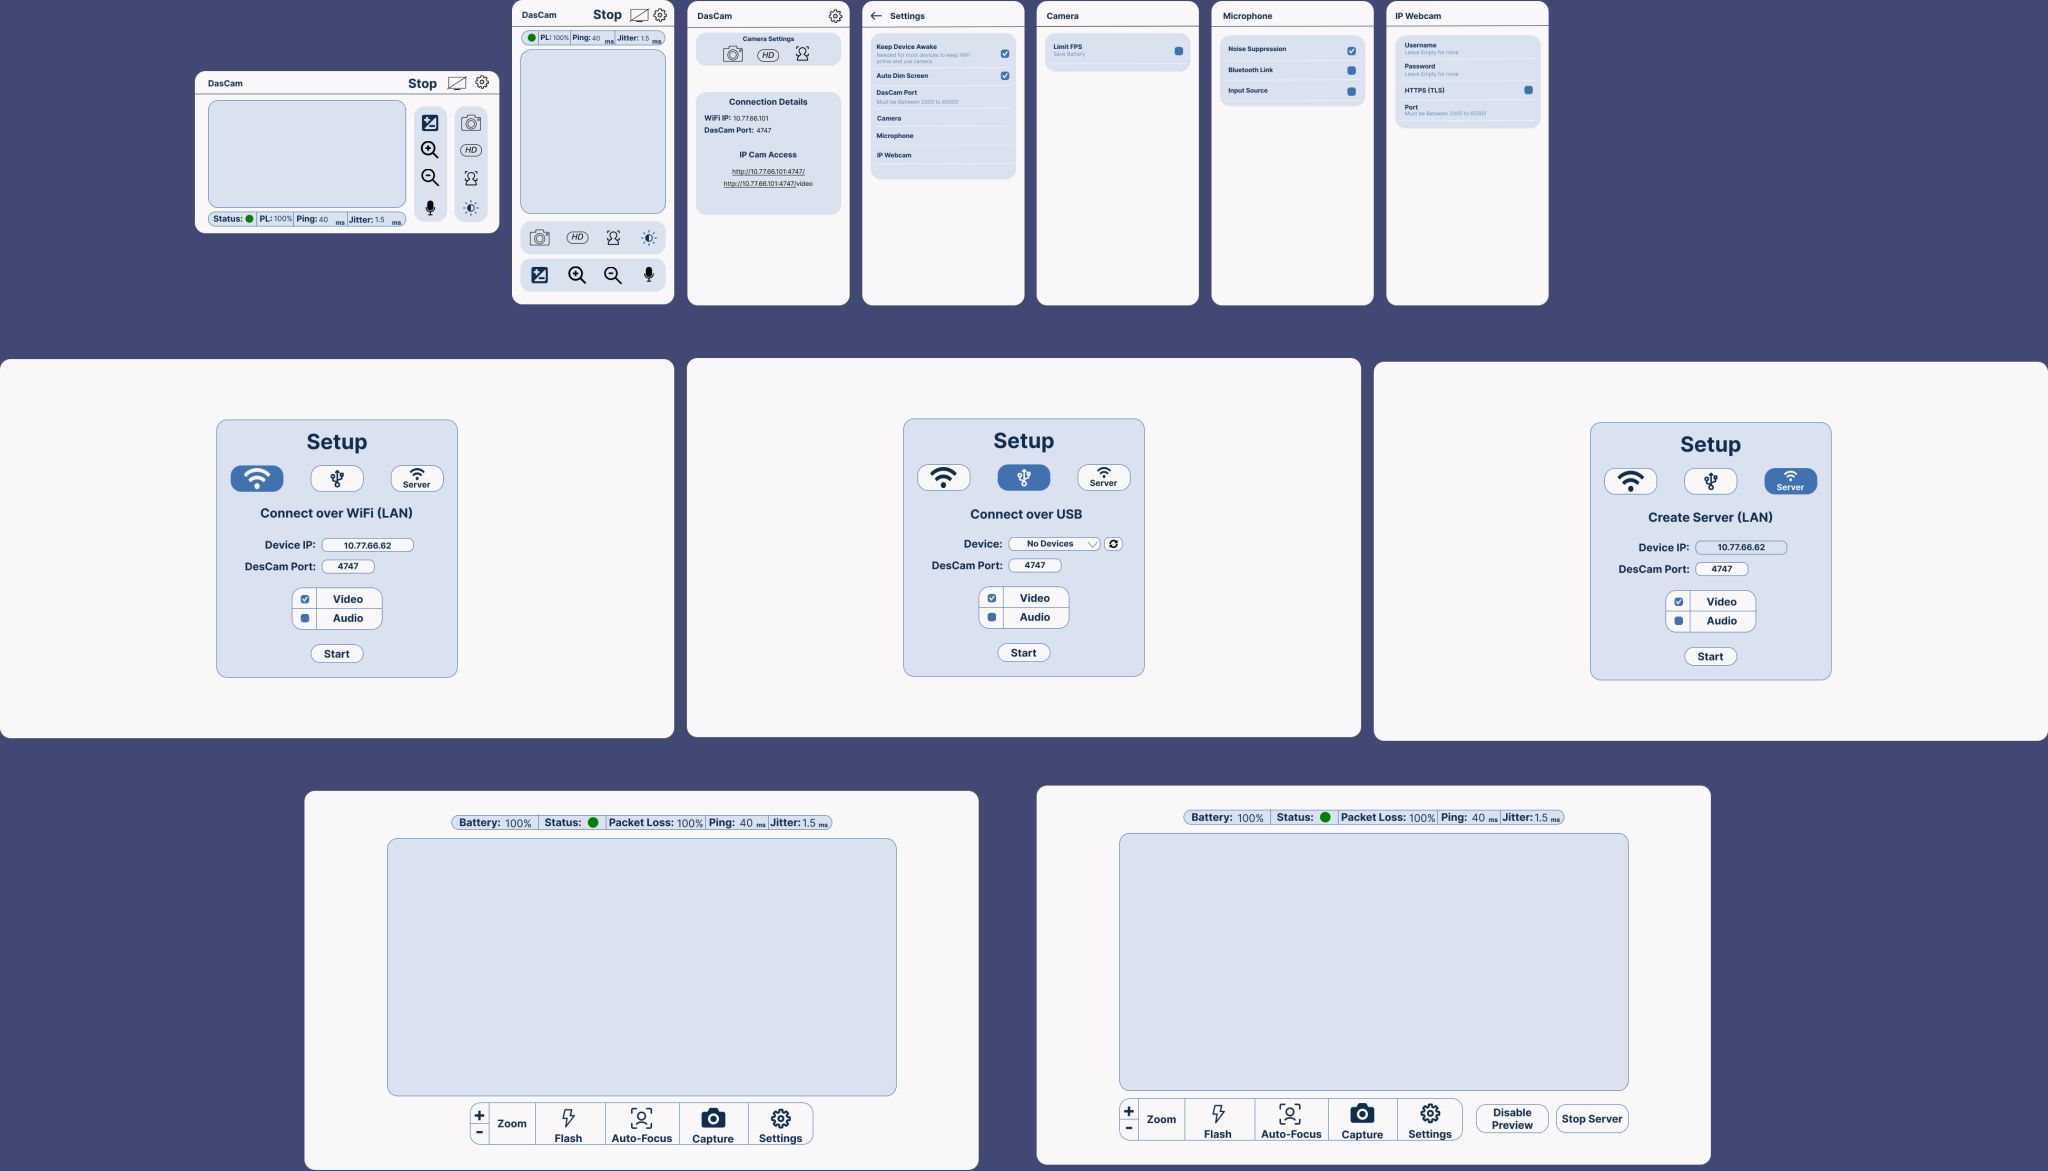 DasCam
Stop
Status:
PL: 100%
Ping: 40 ms
Jitter: 1.5 ms
HD
DasCam
Stop
PL: 100%
Ping: 40 ms
Jitter: 1.5 ms
HD
DasCam
Camera Settings
HD
Connection Details
WiFi IP: 10.77.66.101
DasCam Port: 4747
IP Cam Access
http://10.77.66.101:4747/
http://10.77.66.101:4747/video
Settings
Keep Device Awake
Needed for most devices to keep WiFi
active and use camera
Auto Dim Screen
DasCam Port
Must be Between 2000 to 65000
Camera
Microphone
IP Webcam
Camera
Limit FPS
Save Battery
Microphone
Noise Suppression
Bluetooth Link
Input Source
IP Webcam
Username
Leave Empty for none
Password
Leave Empty for none
HTTPS (TLS)
Port
Must be Between 2000 to 65000
Setup
Server
Connect over WiFi (LAN)
Device IP: 10.77.66.62
DesCam Port: 4747
Video
Audio
Start
Setup
Server
Connect over USB
Device: No Devices
DesCam Port: 4747
Video
Audio
Start
Setup
Server
Create Server (LAN)
Device IP: 10.77.66.62
DesCam Port: 4747
Video
Audio
Start
Battery: 100% Status: Packet Loss: 100% Ping: 40 ms Jitter: 1.5 ms
+
-
Zoom
Flash
Auto-Focus
Capture
Settings
Battery: 100% Status: Packet Loss: 100% Ping: 40 ms Jitter: 1.5 ms
+
-
Zoom
Flash
Auto-Focus
Capture
Settings
Disable
Preview
Stop Server